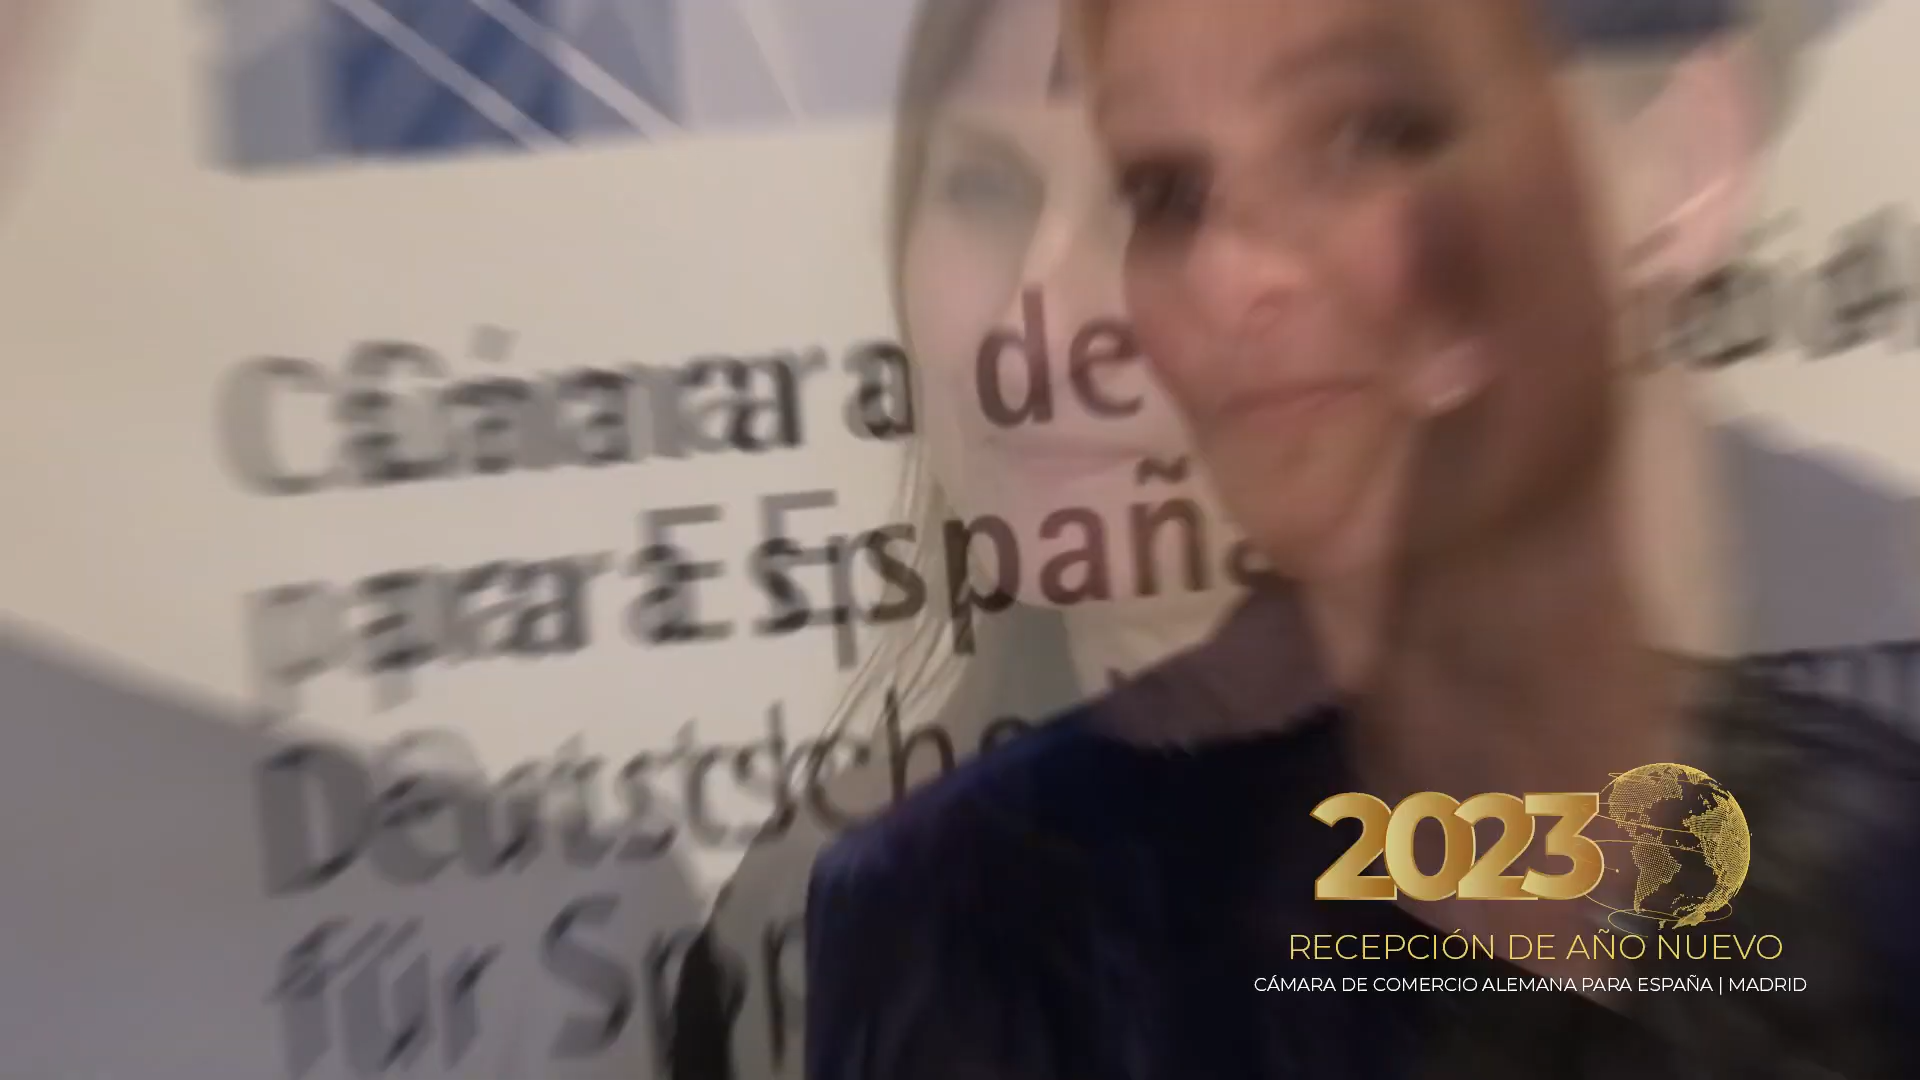 Cámara de
para España
Deutsche
für Sp
2023
RECEPCIÓN DE AÑO NUEVO
CÁMARA DE COMERCIO ALEMANA PARA ESPAÑA | MADRID